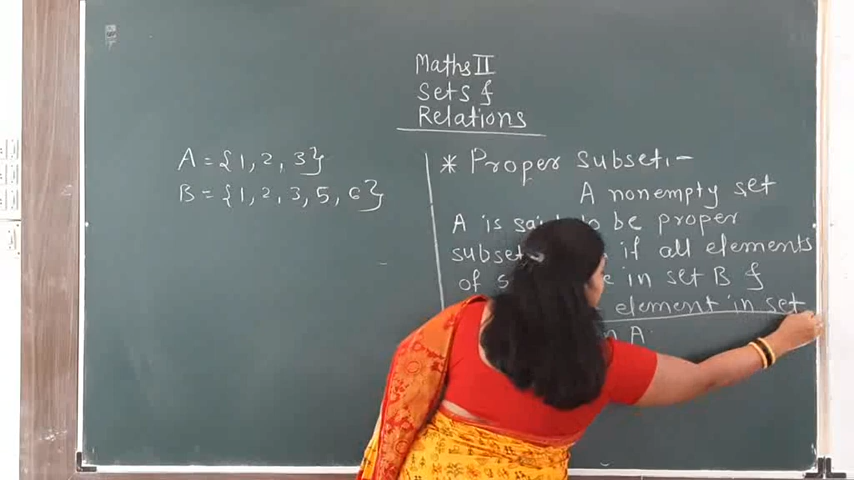 Maths II
Sets &
Relations
A = {1, 2, 3}
B = {1, 2, 3, 5, 6}
* Proper subset:-
A nonempty set
A is said to be proper
subset if all elements
of in set B &
element in set
A.